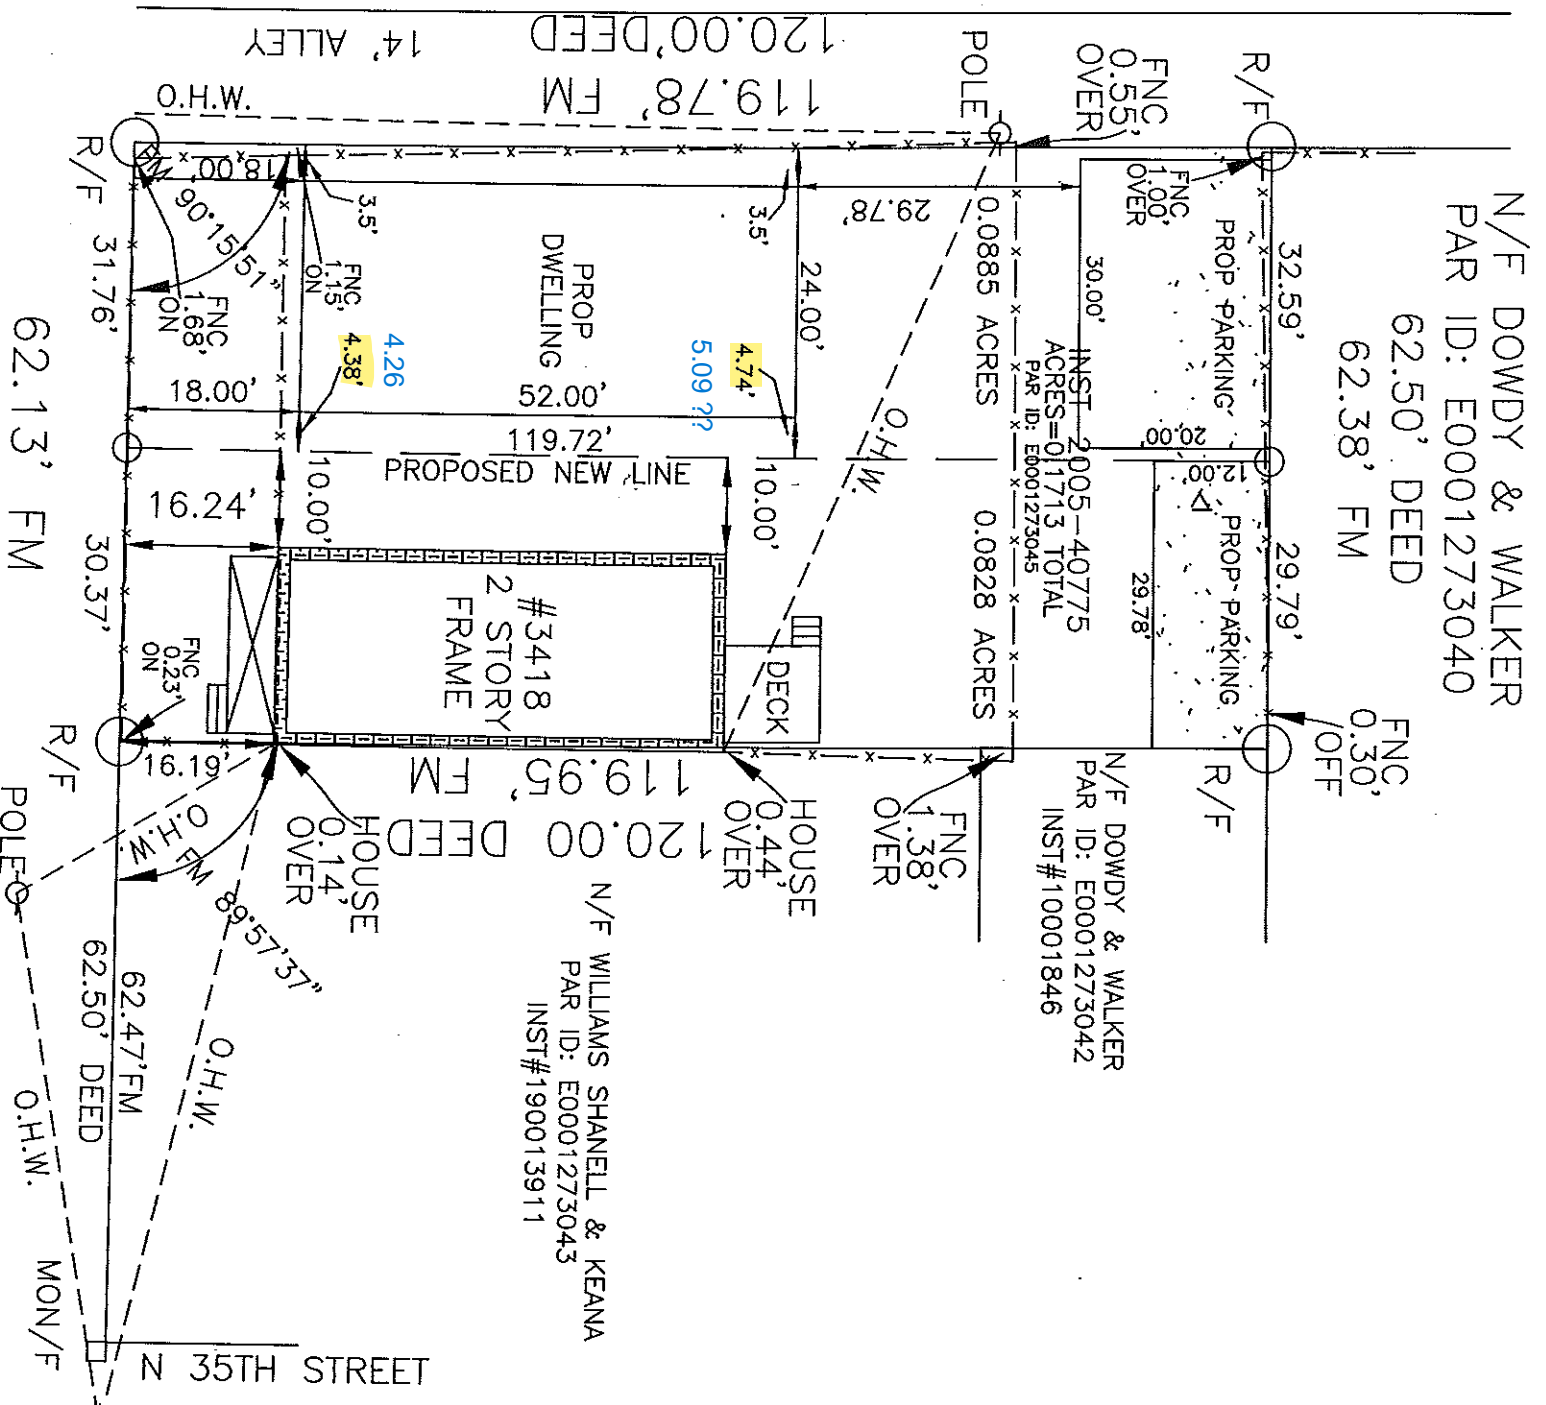 N/F DOWDY & WALKER
PAR ID: E0001273040
62.50' DEED
62.38' FM
14' ALLEY
120.00' DEED
119.78' FM
O.H.W.
POLE
FNC
0.55'
OVER
R/F
FNC
1.00'
OVER
32.59'
PROP PARKING
30.00'
20.00'
12.00'
29.79'
PROP PARKING
29.78'
FNC
0.30'
OFF
R/F
N/F DOWDY & WALKER
PAR ID: E0001273042
INST#10001846
INST 2005-40775
ACRES=0.1713 TOTAL
PAR ID: E0001273045
0.0885 ACRES
0.0828 ACRES
29.78'
3.5'
24.00'
4.74'
5.09 ??
O.H.W.
PROP
DWELLING
52.00'
119.72'
PROPOSED NEW LINE
10.00'
10.00'
3.5'
FNC
1.15'
ON
4.26
4.38'
18.00'
R/F
FM 90°15'51"
FNC
1.68'
ON
31.76'
18.00'
62.13' FM
16.24'
30.37'
#3418
2 STORY
FRAME
DECK
FNC
0.23'
ON
R/F
16.19'
119.95' FM
120.00 DEED
HOUSE
0.14'
OVER
HOUSE
0.44'
OVER
FNC
1.38'
OVER
N/F WILLIAMS SHANELL & KEANA
PAR ID: E0001273043
INST#190013911
FM 89°57'37"
O.H.W.
POLE
O.H.W.
62.47' FM
62.50' DEED
O.H.W.
MON/F
N 35TH STREET